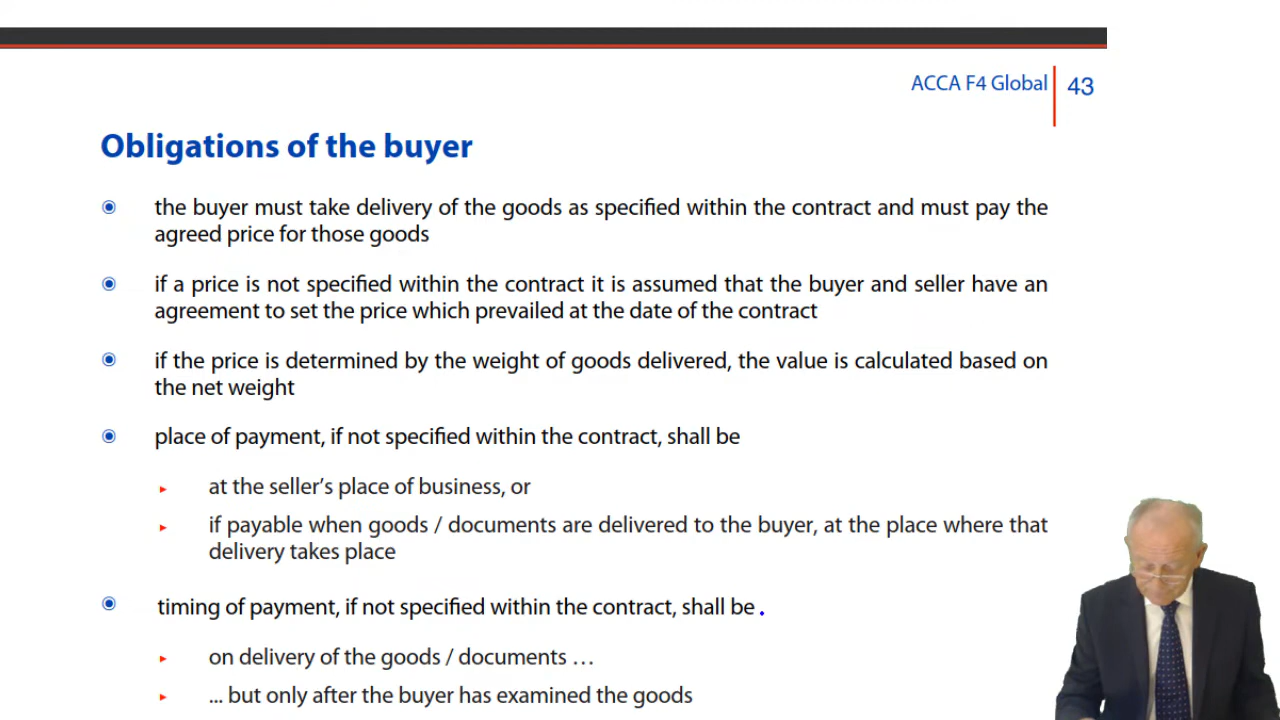 ACCA F4 Global 43
Obligations of the buyer
the buyer must take delivery of the goods as specified within the contract and must pay the
agreed price for those goods
if a price is not specified within the contract it is assumed that the buyer and seller have an
agreement to set the price which prevailed at the date of the contract
if the price is determined by the weight of goods delivered, the value is calculated based on
the net weight
place of payment, if not specified within the contract, shall be
at the seller's place of business, or
if payable when goods / documents are delivered to the buyer, at the place where that
delivery takes place
timing of payment, if not specified within the contract, shall be
on delivery of the goods / documents …
... but only after the buyer has examined the goods